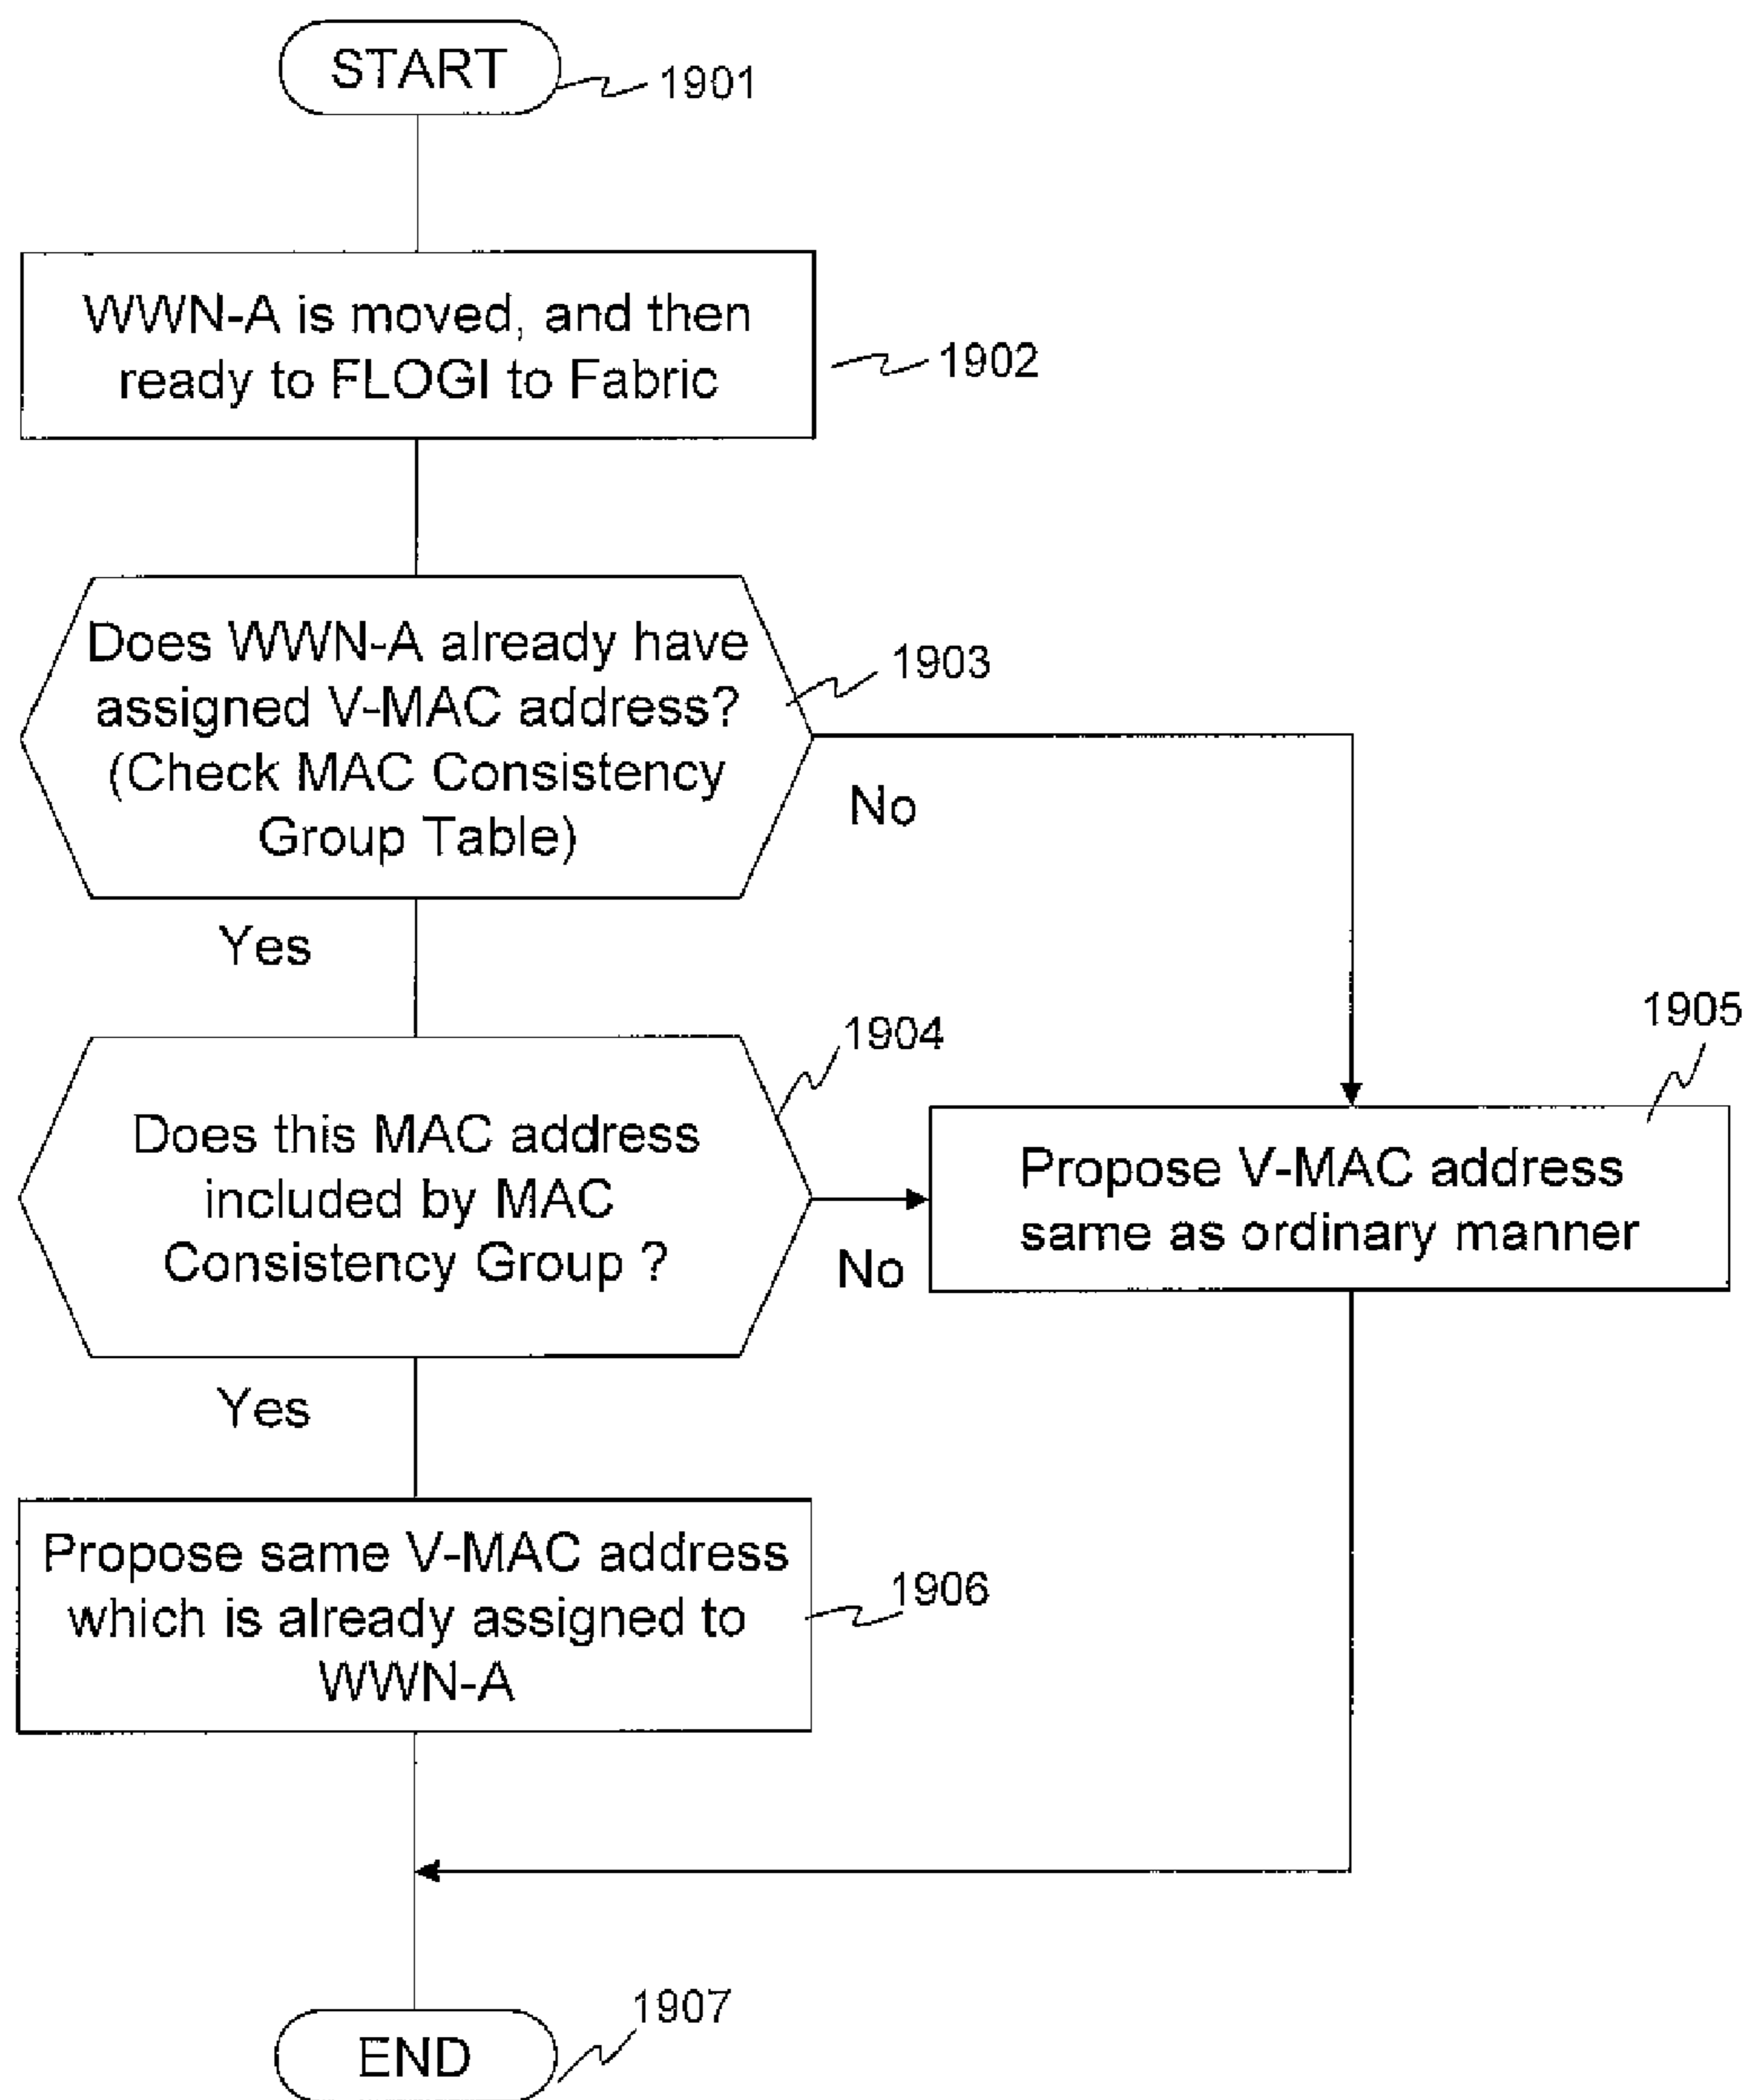 START
1901
WWN-A is moved, and then
ready to FLOGI to Fabric
1902
Does WWN-A already have
assigned V-MAC address?
(Check MAC Consistency
Group Table)
1903
No
Yes
1904
Does this MAC address
included by MAC
Consistency Group ?
No
1905
Propose V-MAC address
same as ordinary manner
Yes
Propose same V-MAC address
which is already assigned to
WWN-A
1906
1907
END